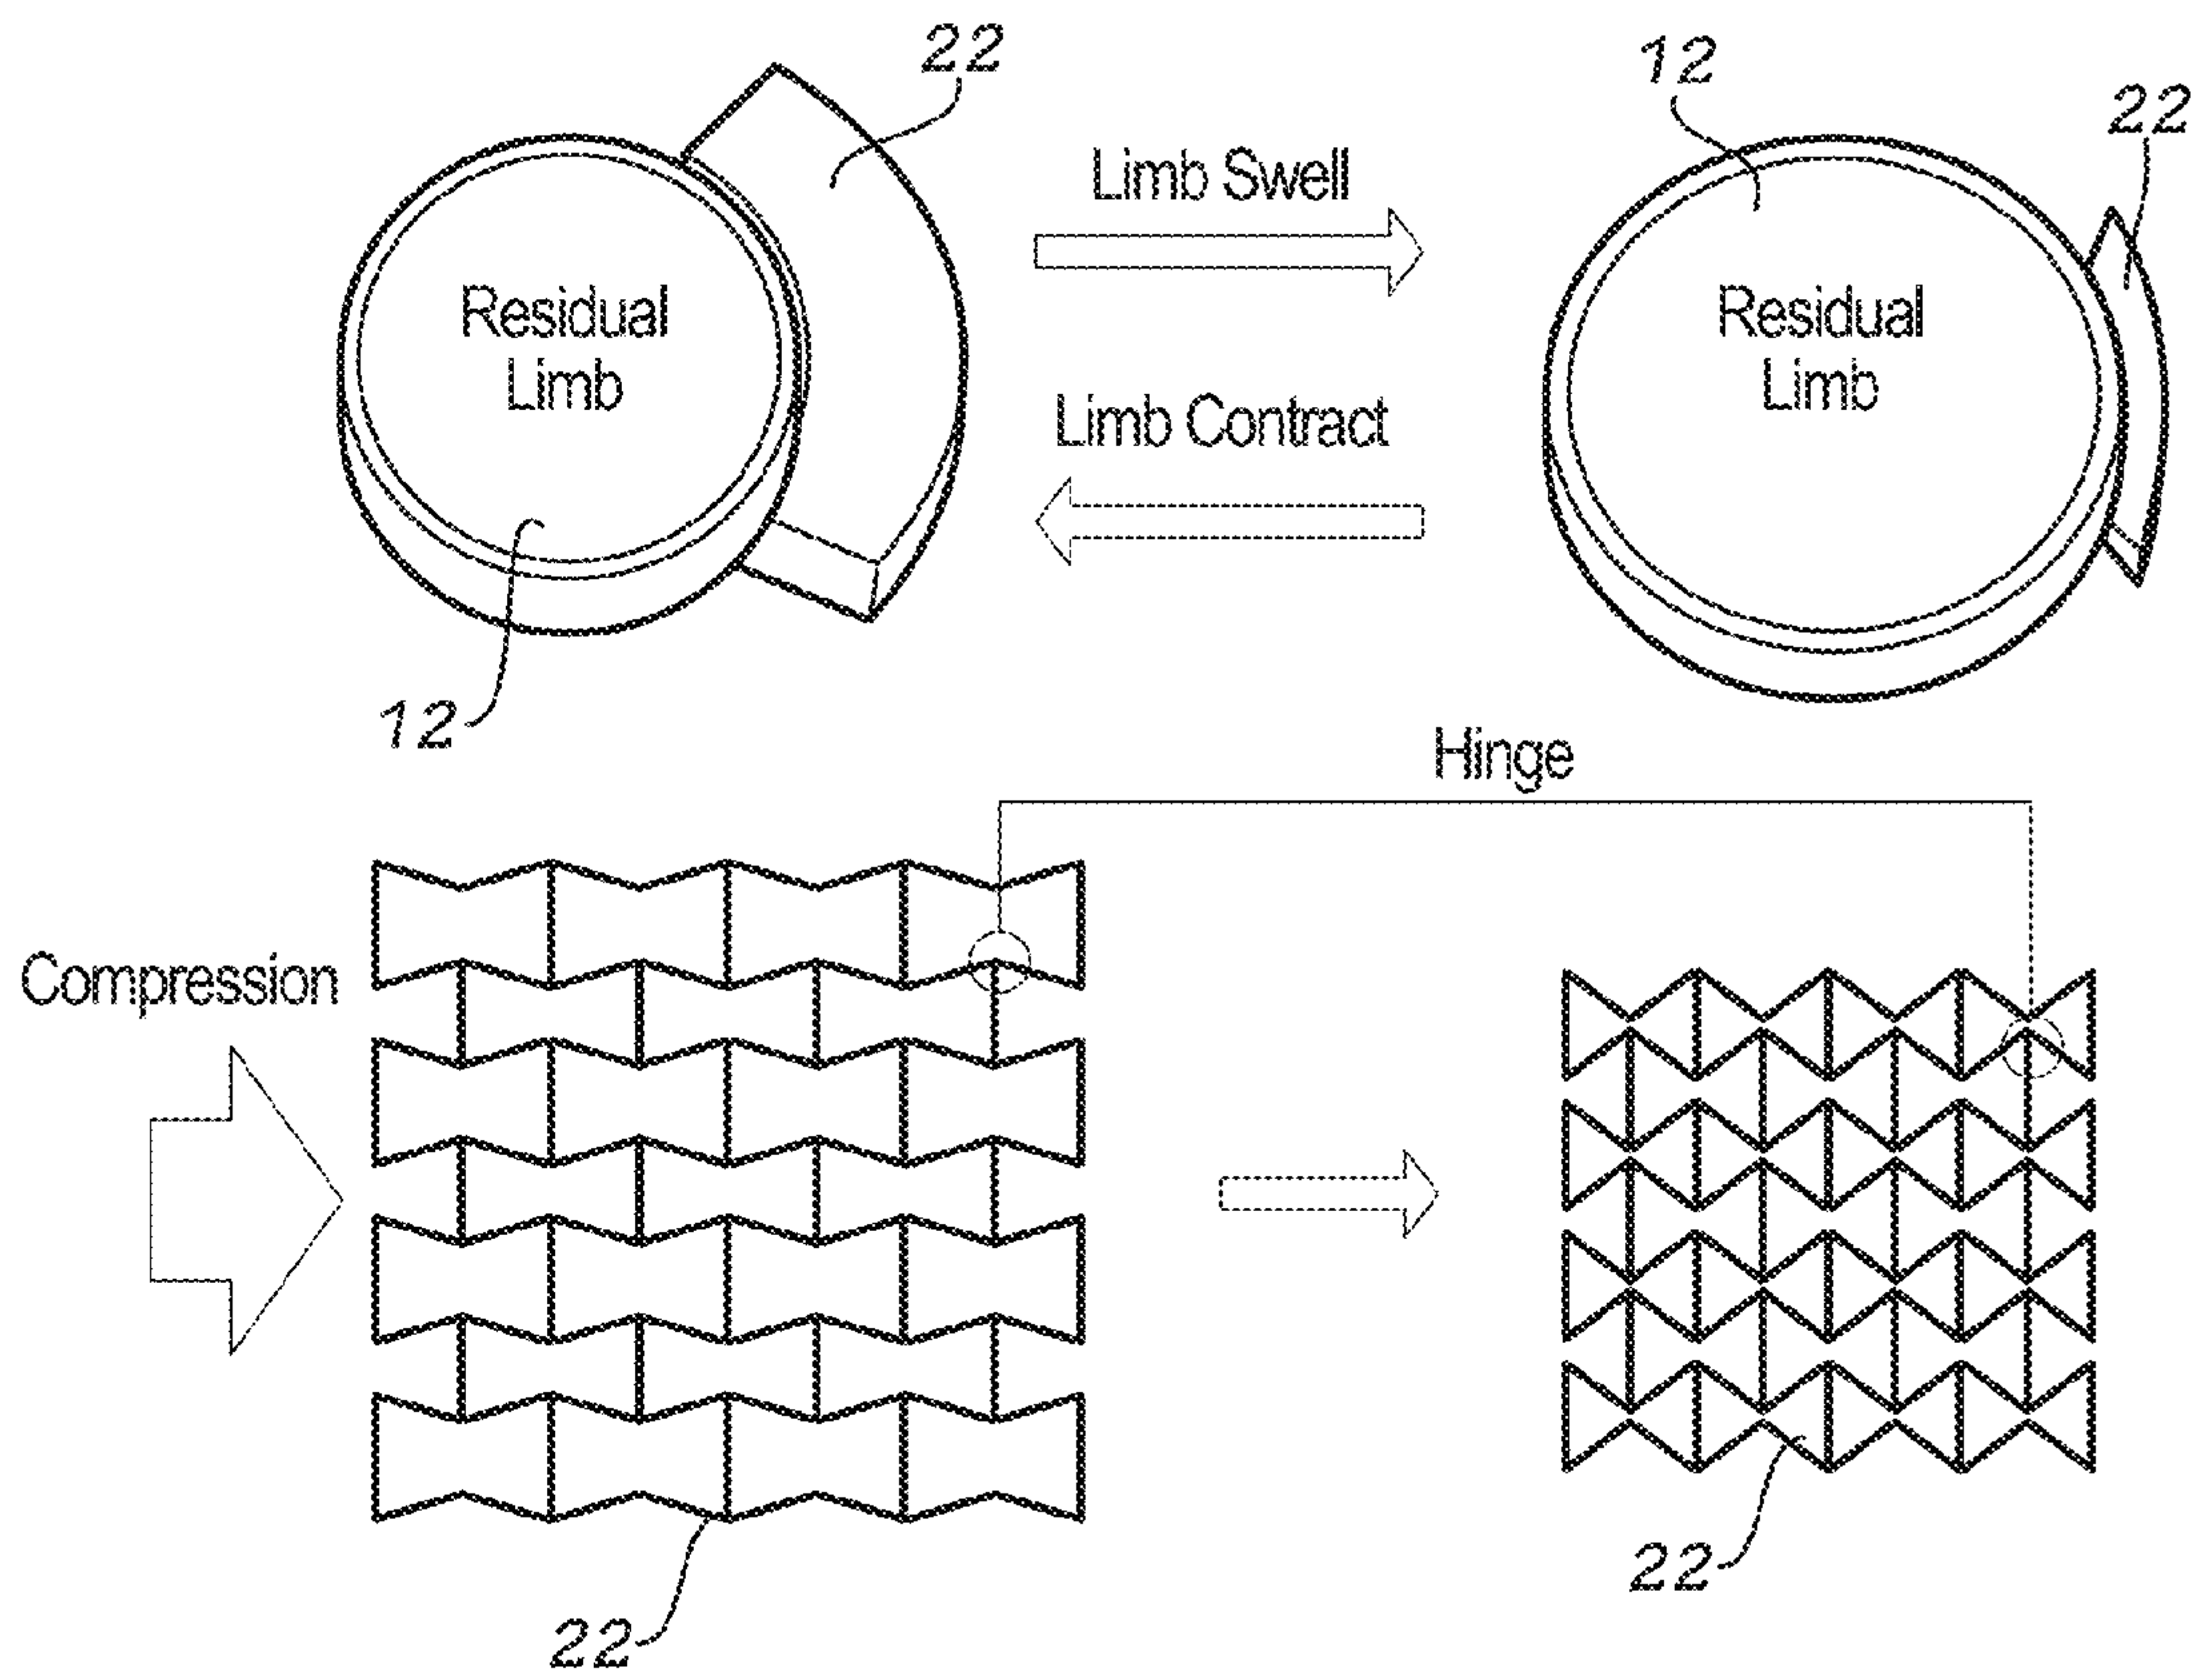 22
12
22
Limb Swell
Residual
Limb
Residual
Limb
Limb Contract
12
Hinge
Compression
22
22